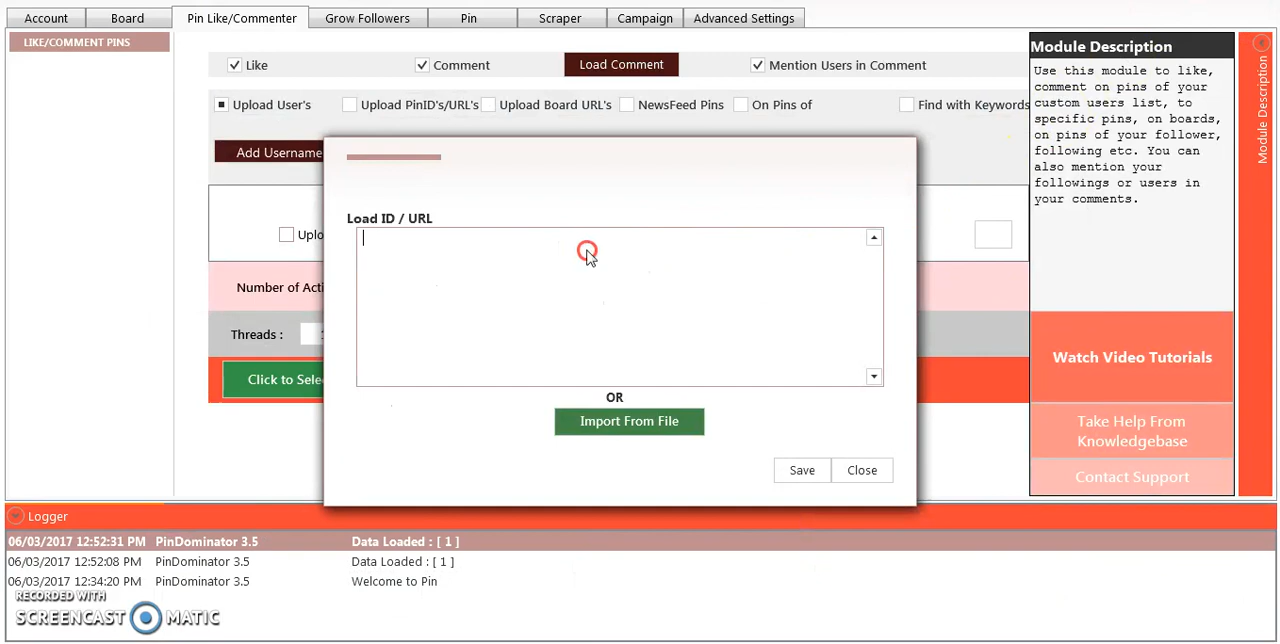 Account Board Pin Like/Commenter Grow Followers Pin Scraper Campaign Advanced Settings
LIKE/COMMENT PINS
Like Comment Load Comment Mention Users in Comment
Upload User's Upload PinID's/URL's Upload Board URL's NewsFeed Pins On Pins of Find with Keywords
Add Username
Load ID / URL
Uplo
Number of Acti
Threads :
Click to Sele
OR
Import From File
Save Close
Module Description
Use this module to like,
comment on pins of your
custom users list, to
specific pins, on boards,
on pins of your follower,
following etc. You can
also mention your
followings or users in
your comments.
Watch Video Tutorials
Take Help From
Knowledgebase
Contact Support
Module Description
Logger
06/03/2017 12:52:31 PM PinDominator 3.5 Data Loaded : [ 1 ]
06/03/2017 12:52:08 PM PinDominator 3.5 Data Loaded : [ 1 ]
06/03/2017 12:34:20 PM PinDominator 3.5 Welcome to Pin
RECORDED WITH
SCREENCAST MATIC